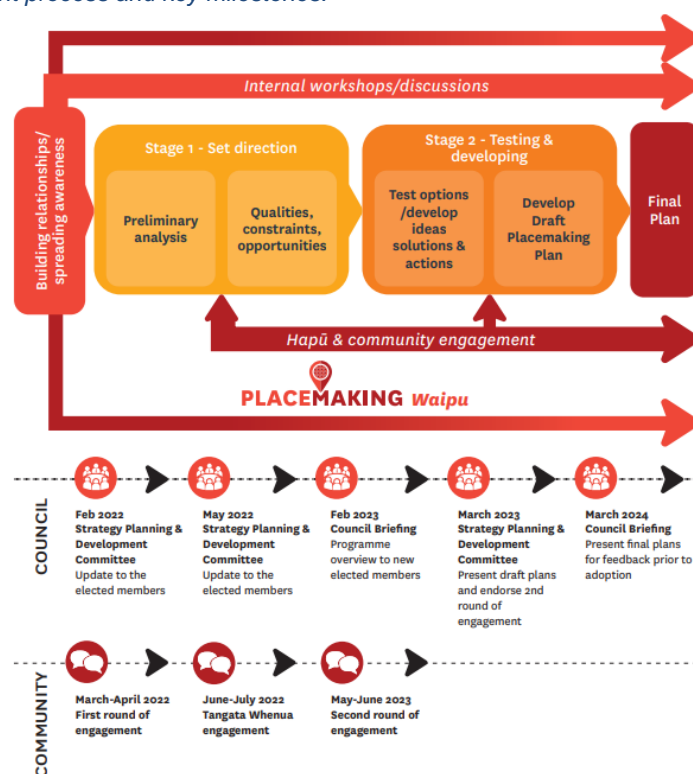 nt process and key milestones.
Internal workshops/discussions
Building relationships/
spreading awareness
Stage 1 - Set direction
Preliminary
analysis
Qualities,
constraints,
opportunities
Stage 2 - Testing &
developing
Test options
/develop
ideas
solutions &
actions
Develop
Draft
Placemaking
Plan
Final
Plan
Hapū & community engagement
PLACEMAKING Waipu
COUNCIL
Feb 2022
Strategy Planning &
Development
Committee
Update to the
elected members
May 2022
Strategy Planning &
Development
Committee
Update to the
elected members
Feb 2023
Council Briefing
Programme
overview to new
elected members
March 2023
Strategy Planning &
Development
Committee
Present draft plans
and endorse 2nd
round of
engagement
March 2024
Council Briefing
Present final plans
for feedback prior to
adoption
COMMUNITY
March-April 2022
First round of
engagement
June-July 2022
Tangata Whenua
engagement
May-June 2023
Second round of
engagement